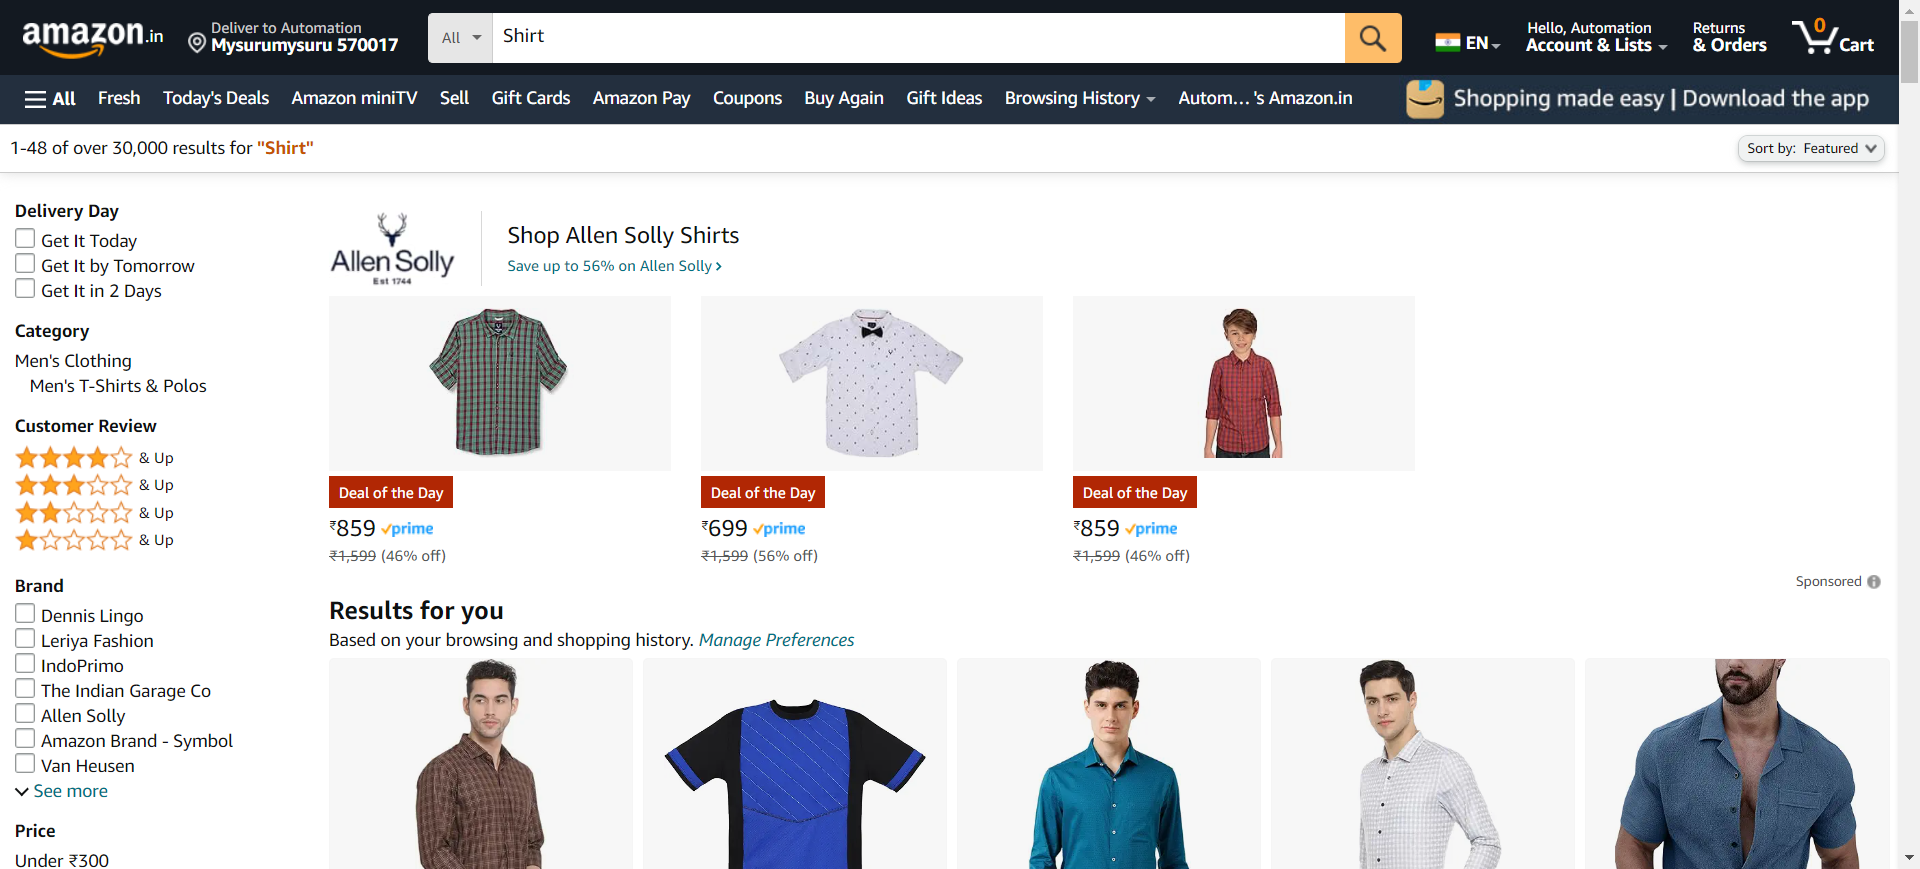 amazon.in
Deliver to Automation
Mysurumysuru 570017
All
Shirt
EN
Hello, Automation
Account & Lists
Returns
& Orders
0
Cart
All
Fresh
Today's Deals
Amazon miniTV
Sell
Gift Cards
Amazon Pay
Coupons
Buy Again
Gift Ideas
Browsing History
Autom... 's Amazon.in
Shopping made easy | Download the app
1-48 of over 30,000 results for "Shirt"
Sort by: Featured
Delivery Day
Get It Today
Get It by Tomorrow
Get It in 2 Days
Category
Men's Clothing
Men's T-Shirts & Polos
Customer Review
& Up
& Up
& Up
& Up
Brand
Dennis Lingo
Leriya Fashion
IndoPrimo
The Indian Garage Co
Allen Solly
Amazon Brand - Symbol
Van Heusen
See more
Price
Under ₹300
Allen Solly
Est 1744
Shop Allen Solly Shirts
Save up to 56% on Allen Solly ›
Deal of the Day
₹859 prime
₹1,599 (46% off)
Deal of the Day
₹699 prime
₹1,599 (56% off)
Deal of the Day
₹859 prime
₹1,599 (46% off)
Sponsored
Results for you
Based on your browsing and shopping history. Manage Preferences